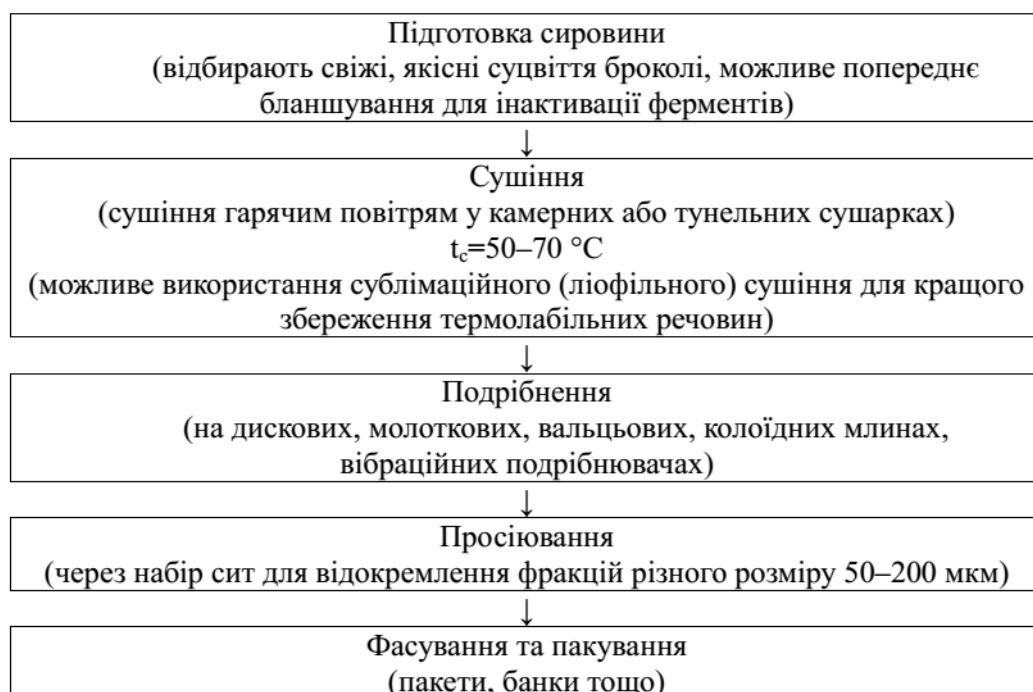 Підготовка сировини
(відбирають свіжі, якісні суцвіття броколі, можливе попереднє
бланшування для інактивації ферментів)
↓
Сушіння
(сушіння гарячим повітрям у камерних або тунельних сушарках)
tc=50–70 °C
(можливе використання сублімаційного (ліофільного) сушіння для кращого
збереження термолабільних речовин)
↓
Подрібнення
(на дискових, молоткових, вальцьових, колоїдних млинах,
вібраційних подрібнювачах)
↓
Просіювання
(через набір сит для відокремлення фракцій різного розміру 50–200 мкм)
↓
Фасування та пакування
(пакети, банки тощо)